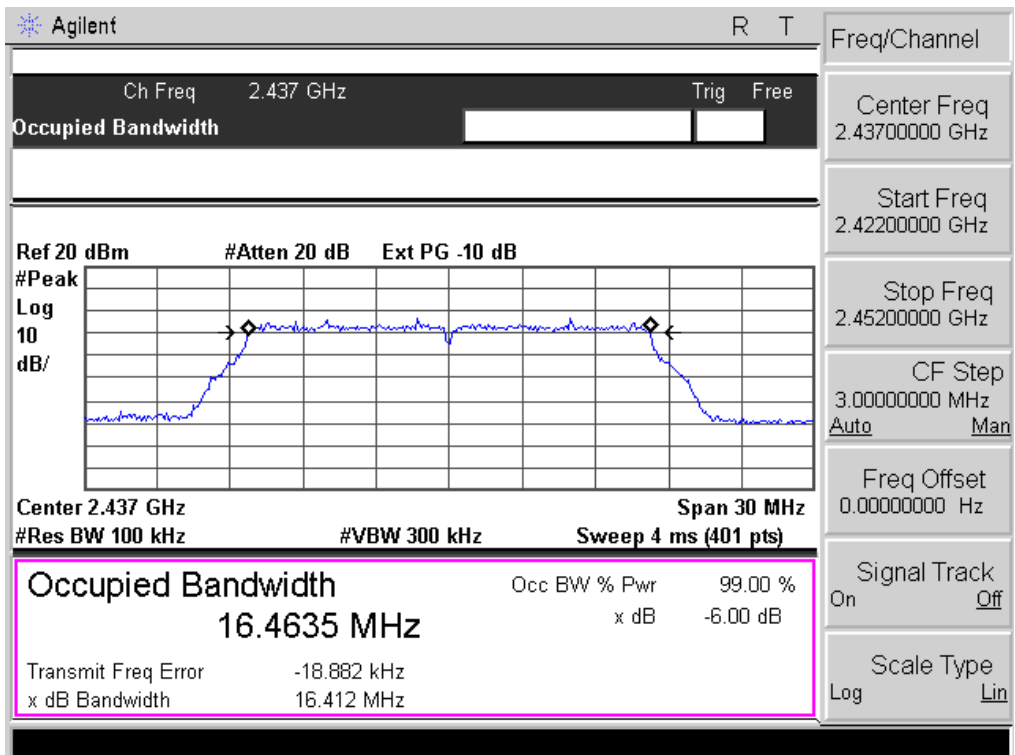 Agilent R T
Ch Freq 2.437 GHz Trig Free
Occupied Bandwidth
Ref 20 dBm #Atten 20 dB Ext PG -10 dB
#Peak
Log
10
dB/
Center 2.437 GHz Span 30 MHz
#Res BW 100 kHz #VBW 300 kHz Sweep 4 ms (401 pts)
Occupied Bandwidth
16.4635 MHz
Occ BW % Pwr 99.00 %
x dB -6.00 dB
Transmit Freq Error -18.882 kHz
x dB Bandwidth 16.412 MHz
Freq/Channel
Center Freq
2.43700000 GHz
Start Freq
2.42200000 GHz
Stop Freq
2.45200000 GHz
CF Step
3.00000000 MHz
Auto Man
Freq Offset
0.00000000 Hz
Signal Track
On Off
Scale Type
Log Lin